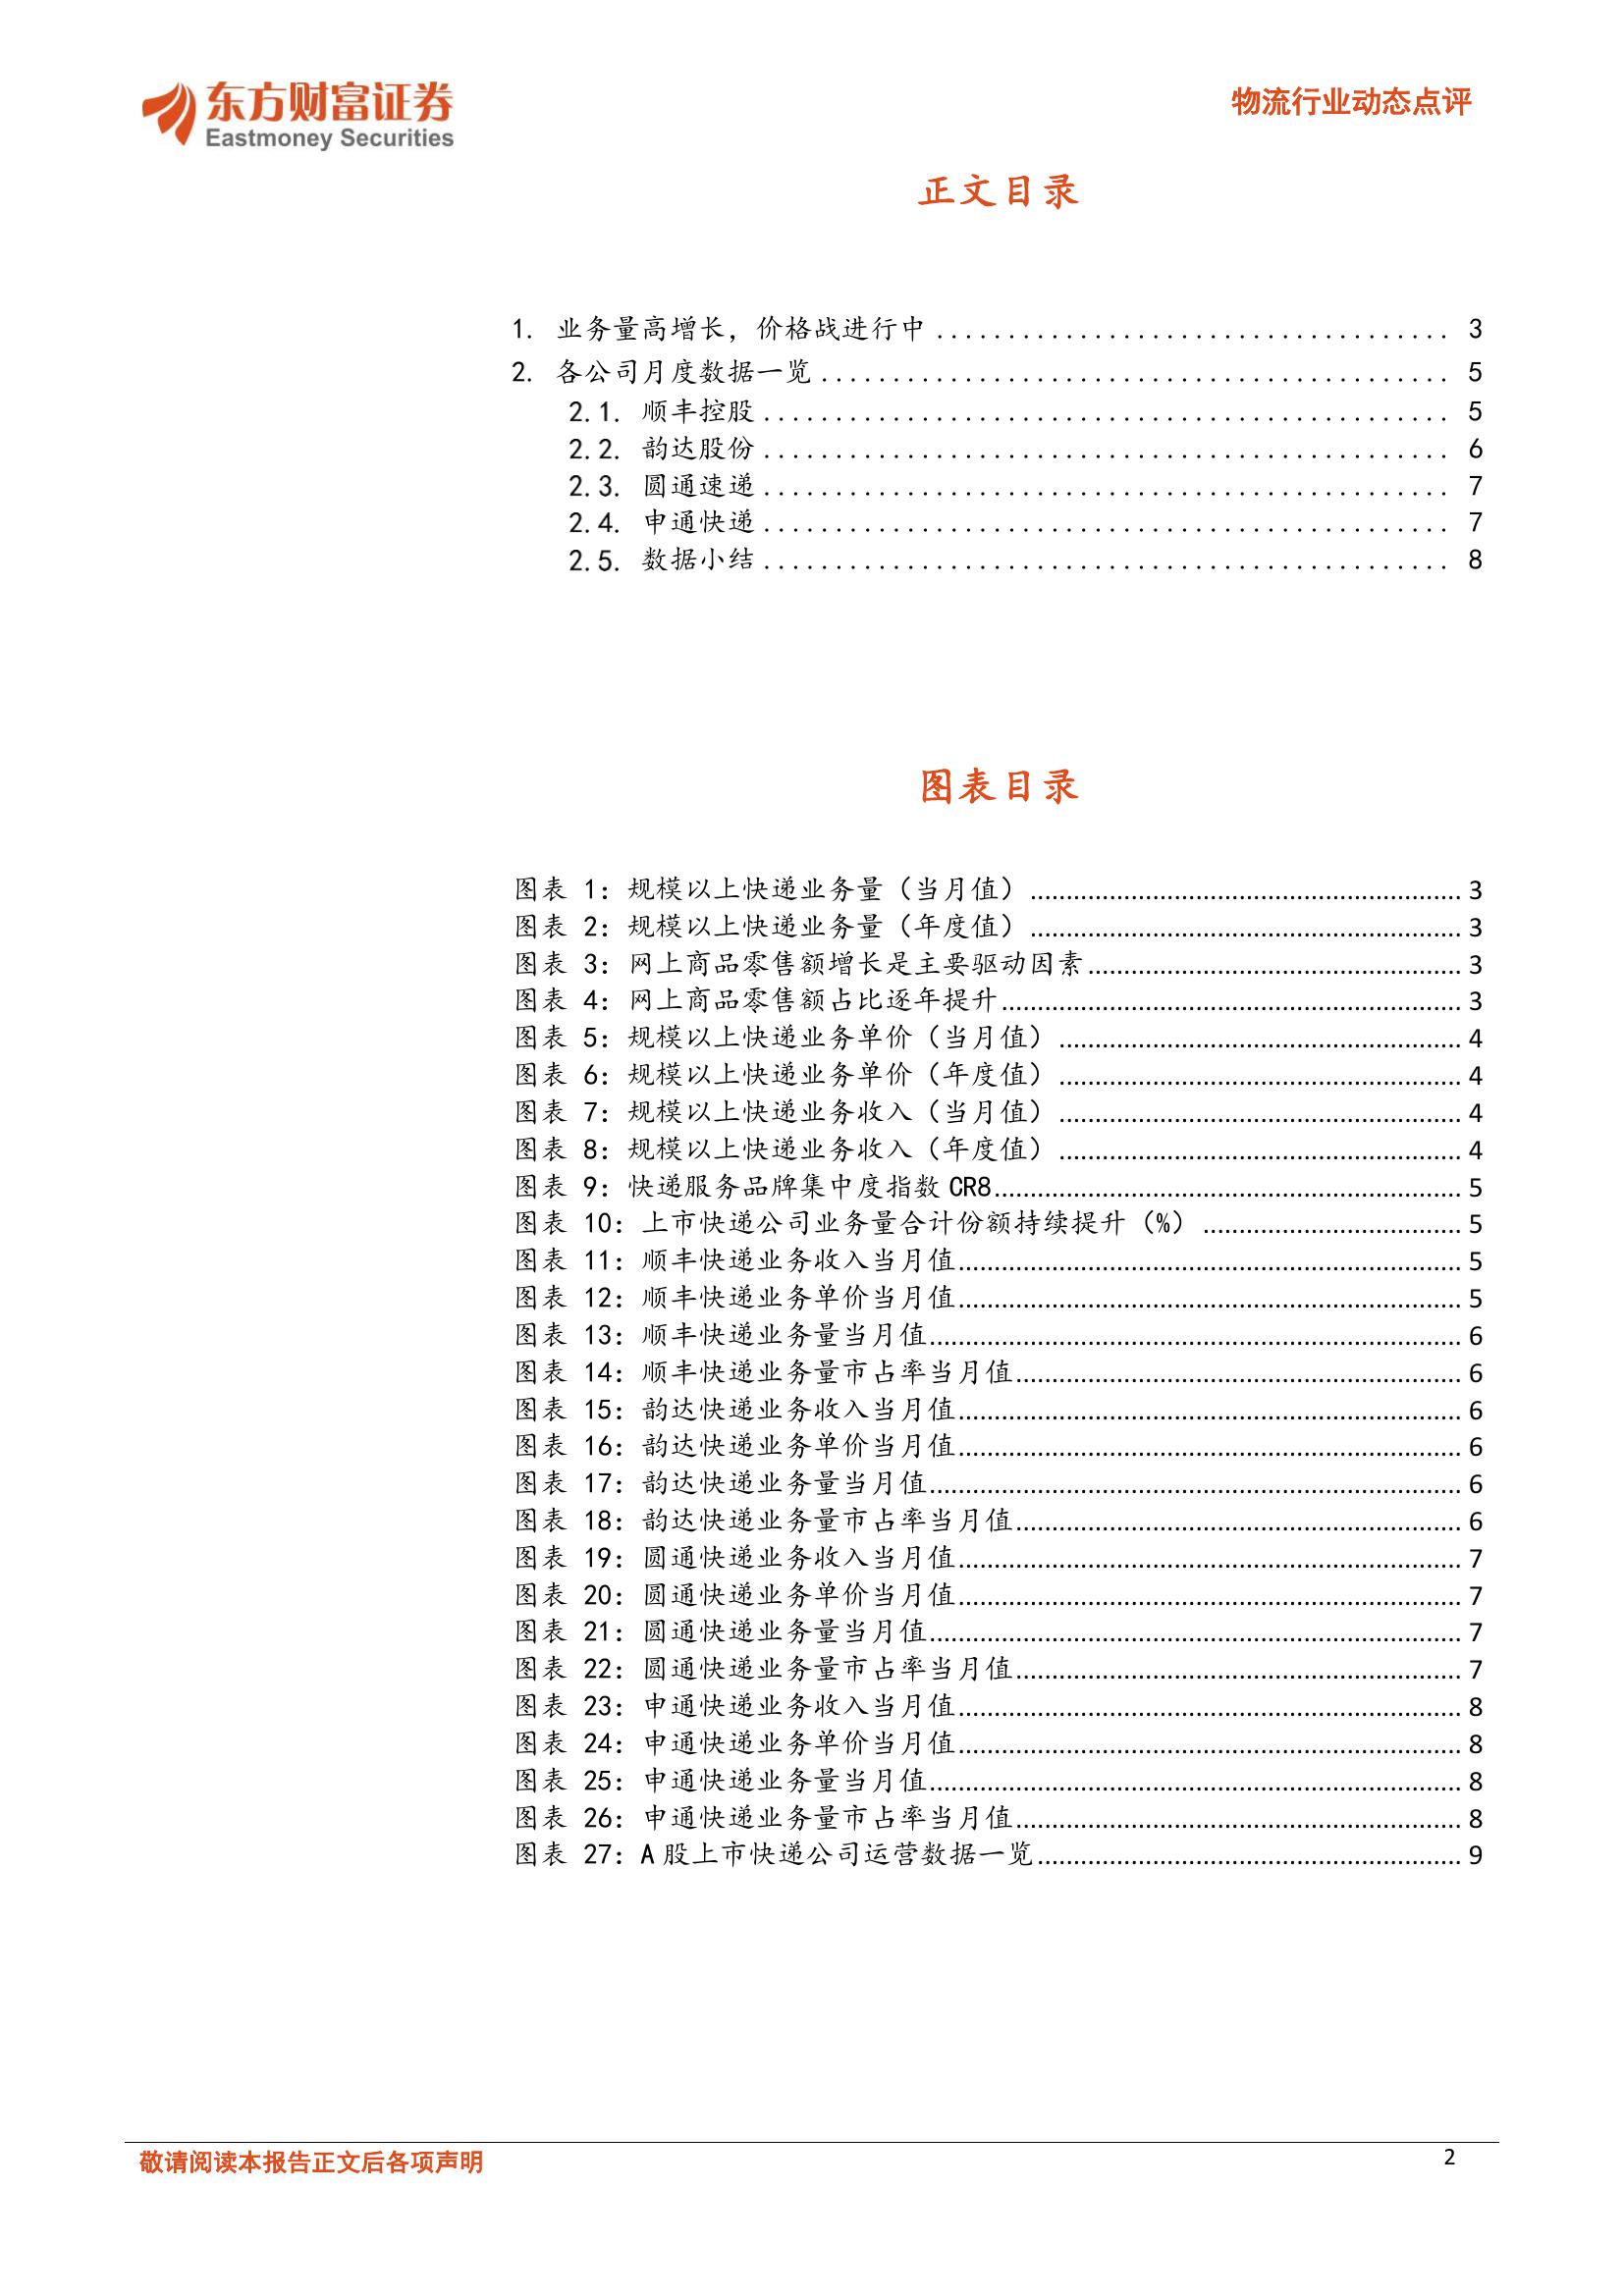 东方财富证券
Eastmoney Securities
物流行业动态点评
正文目录
1. 业务量高增长，价格战进行中 .................................... 3
2. 各公司月度数据一览 ............................................ 5
2.1. 顺丰控股 ................................................ 5
2.2. 韵达股份 ................................................ 6
2.3. 圆通速递 ................................................ 7
2.4. 申通快递 ................................................ 7
2.5. 数据小结 ................................................ 8
图表目录
图表 1：规模以上快递业务量（当月值） ............................................................ 3
图表 2：规模以上快递业务量（年度值） ............................................................ 3
图表 3：网上商品零售额增长是主要驱动因素 .................................................... 3
图表 4：网上商品零售额占比逐年提升 ................................................................ 3
图表 5：规模以上快递业务单价（当月值） ........................................................ 4
图表 6：规模以上快递业务单价（年度值） ........................................................ 4
图表 7：规模以上快递业务收入（当月值） ........................................................ 4
图表 8：规模以上快递业务收入（年度值） ........................................................ 4
图表 9：快递服务品牌集中度指数 CR8 ................................................................. 5
图表 10：上市快递公司业务量合计份额持续提升（%） .................................... 5
图表 11：顺丰快递业务收入当月值 ...................................................................... 5
图表 12：顺丰快递业务单价当月值 ...................................................................... 5
图表 13：顺丰快递业务量当月值 .......................................................................... 6
图表 14：顺丰快递业务量市占率当月值 .............................................................. 6
图表 15：韵达快递业务收入当月值 ...................................................................... 6
图表 16：韵达快递业务单价当月值 ...................................................................... 6
图表 17：韵达快递业务量当月值 .......................................................................... 6
图表 18：韵达快递业务量市占率当月值 .............................................................. 6
图表 19：圆通快递业务收入当月值 ...................................................................... 7
图表 20：圆通快递业务单价当月值 ...................................................................... 7
图表 21：圆通快递业务量当月值 .......................................................................... 7
图表 22：圆通快递业务量市占率当月值 .............................................................. 7
图表 23：申通快递业务收入当月值 ...................................................................... 8
图表 24：申通快递业务单价当月值 ...................................................................... 8
图表 25：申通快递业务量当月值 .......................................................................... 8
图表 26：申通快递业务量市占率当月值 .............................................................. 8
图表 27：A 股上市快递公司运营数据一览 ........................................................... 9
敬请阅读本报告正文后各项声明
2